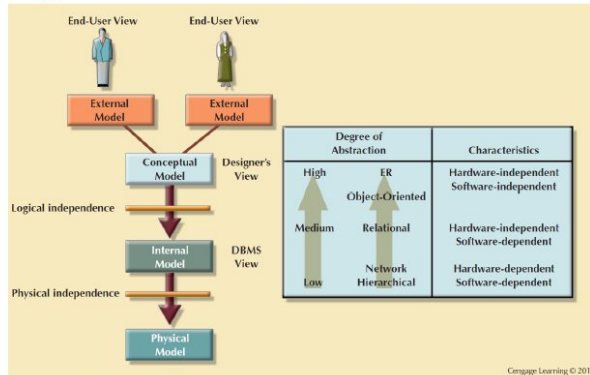 End-User View
End-User View
External
Model
External
Model
Conceptual
Model
Designer's
View
Logical independence
Internal
Model
DBMS
View
Physical independence
Physical
Model
Degree of
Abstraction
Characteristics
High
ER
Hardware-independent
Software-independent
Object-Oriented
Medium
Relational
Hardware-independent
Software-dependent
Low
Network
Hierarchical
Hardware-dependent
Software-dependent
Cengage Learning © 201